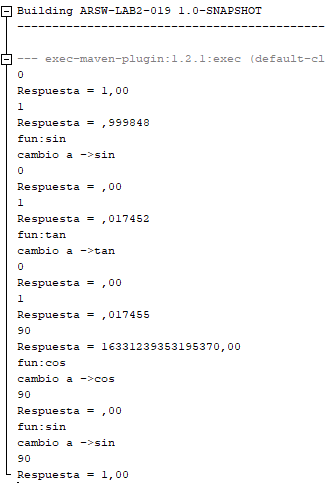 Building ARSW-LAB2-019 1.0-SNAPSHOT
------------------------------------------------
--- exec-maven-plugin:1.2.1:exec (default-cl
0
Respuesta = 1,00
1
Respuesta = ,999848
fun:sin
cambio a ->sin
0
Respuesta = ,00
1
Respuesta = ,017452
fun:tan
cambio a ->tan
0
Respuesta = ,00
1
Respuesta = ,017455
90
Respuesta = 16331239353195370,00
fun:cos
cambio a ->cos
90
Respuesta = ,00
fun:sin
cambio a ->sin
90
Respuesta = 1,00